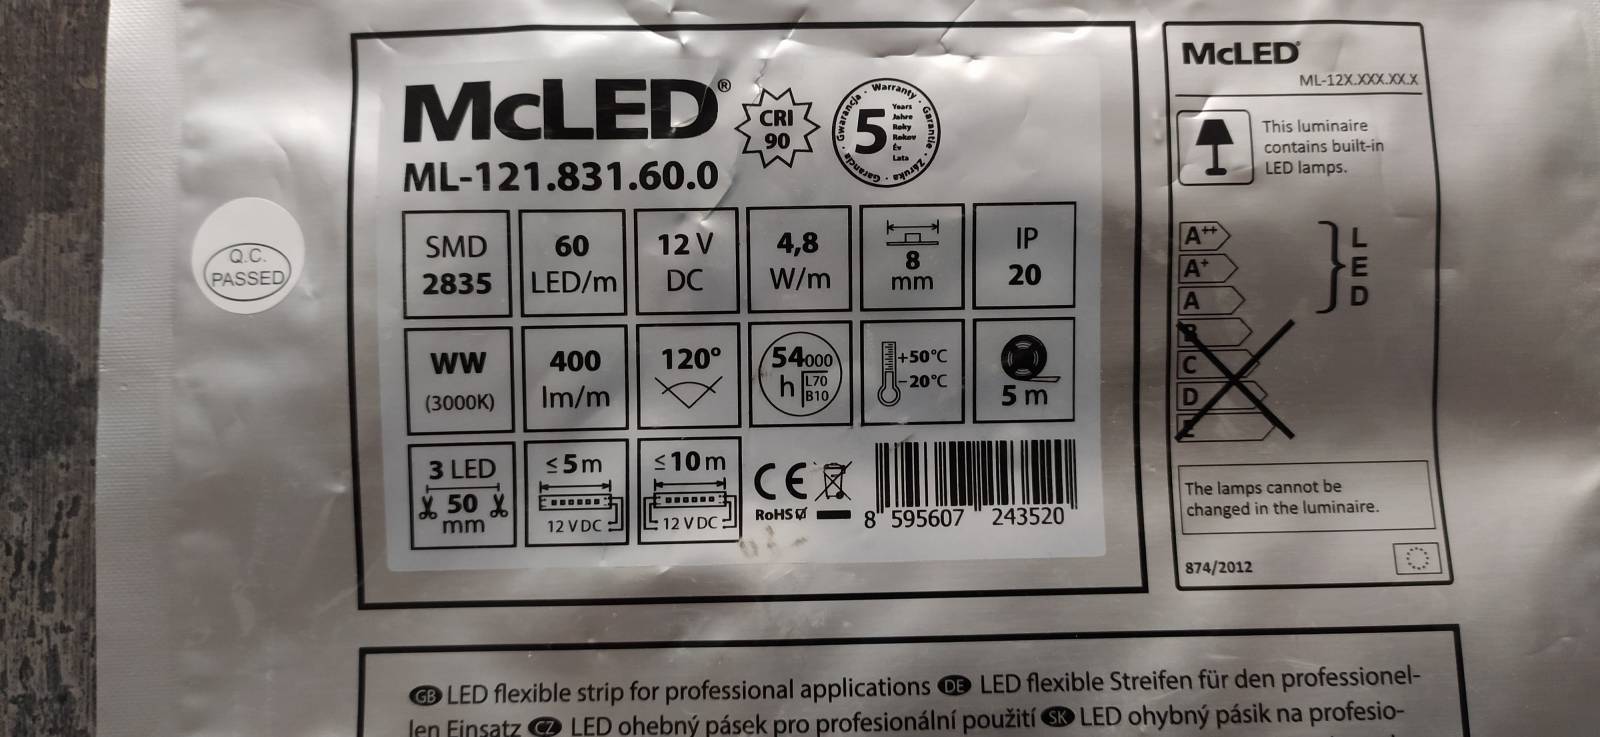 McLED®
ML-121.831.60.0
CRI
90
Warranty · Garantie · Záruka · Garancia · Gwarancja
5
Years
Jahre
Roky
Rokov
Év
Lata
Q.C.
PASSED
SMD
2835
60
LED/m
12 V
DC
4,8
W/m
8
mm
IP
20
WW
(3000K)
400
lm/m
120°
54000
h L70
B10
+50°C
-20°C
5 m
3 LED
50
mm
≤5m
12 V DC
≤10m
12 V DC
CE
RoHS
8 595607 243520
McLED®
ML-12X.XXX.XX.X
This luminaire
contains built-in
LED lamps.
A++
A+
A
B
C
D
E
L
E
D
The lamps cannot be
changed in the luminaire.
874/2012
GB LED flexible strip for professional applications DE LED flexible Streifen für den professionel-
len Einsatz CZ LED ohebný pásek pro profesionální použití SK LED ohybný pásik na profesio-